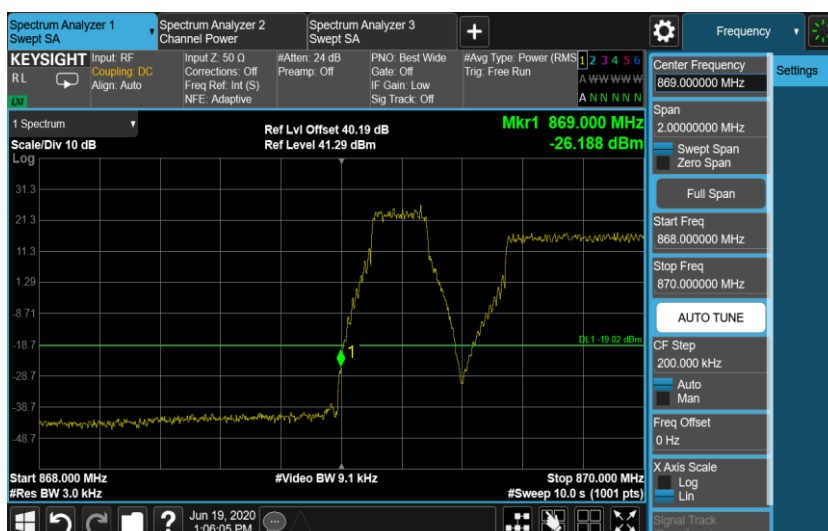 Spectrum Analyzer 1
Swept SA
Spectrum Analyzer 2
Channel Power
Spectrum Analyzer 3
Swept SA
+
Frequency
KEYSIGHT
RL
LXI
Input: RF
Coupling: DC
Align: Auto
Input Z: 50 Ω
Corrections: Off
Freq Ref: Int (S)
NFE: Adaptive
#Atten: 24 dB
Preamp: Off
PNO: Best Wide
Gate: Off
IF Gain: Low
Sig Track: Off
#Avg Type: Power (RMS
Trig: Free Run
1 2 3 4 5 6
A W W W W W
A N N N N N
1 Spectrum
Scale/Div 10 dB
Ref Lvl Offset 40.19 dB
Ref Level 41.29 dBm
Mkr1 869.000 MHz
-26.188 dBm
Log
31.3
21.3
11.3
1.29
-8.71
-18.7
-28.7
-38.7
-48.7
DL1 -19.02 dBm
1
Start 868.000 MHz
#Res BW 3.0 kHz
#Video BW 9.1 kHz
Stop 870.000 MHz
#Sweep 10.0 s (1001 pts)
Jun 19, 2020
1:06:05 PM
Center Frequency
869.000000 MHz
Settings
Span
2.00000000 MHz
Swept Span
Zero Span
Full Span
Start Freq
868.000000 MHz
Stop Freq
870.000000 MHz
AUTO TUNE
CF Step
200.000 kHz
Auto
Man
Freq Offset
0 Hz
X Axis Scale
Log
Lin
Signal Track